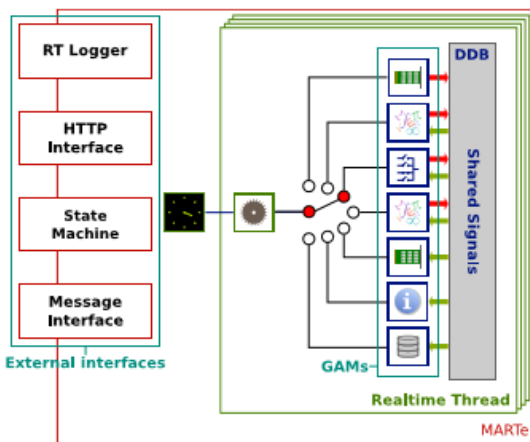 RT Logger
HTTP
Interface
State
Machine
Message
Interface
External interfaces
DDB
Shared Signals
GAMs
Realtime Thread
MARTe